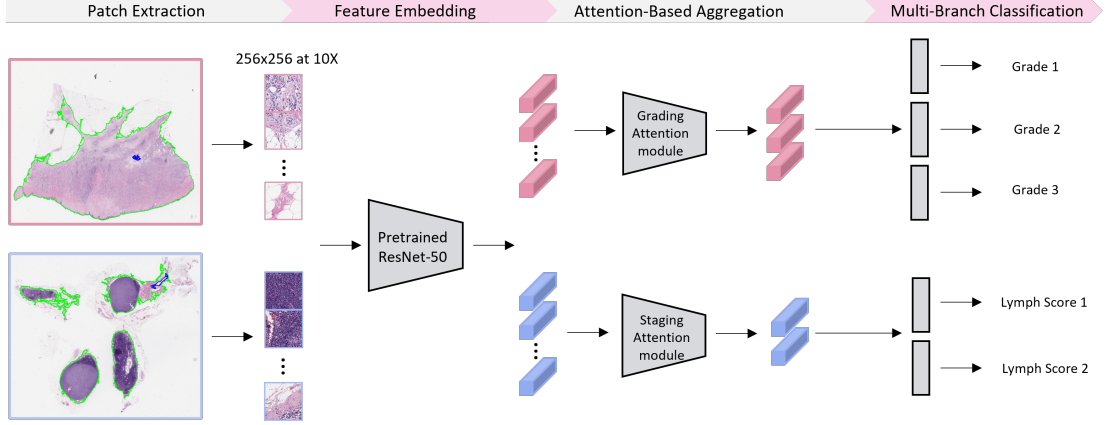 Patch Extraction
Feature Embedding
Attention-Based Aggregation
Multi-Branch Classification
256x256 at 10X
Grading
Attention
module
Grade 1
Grade 2
Grade 3
Pretrained
ResNet-50
Staging
Attention
module
Lymph Score 1
Lymph Score 2